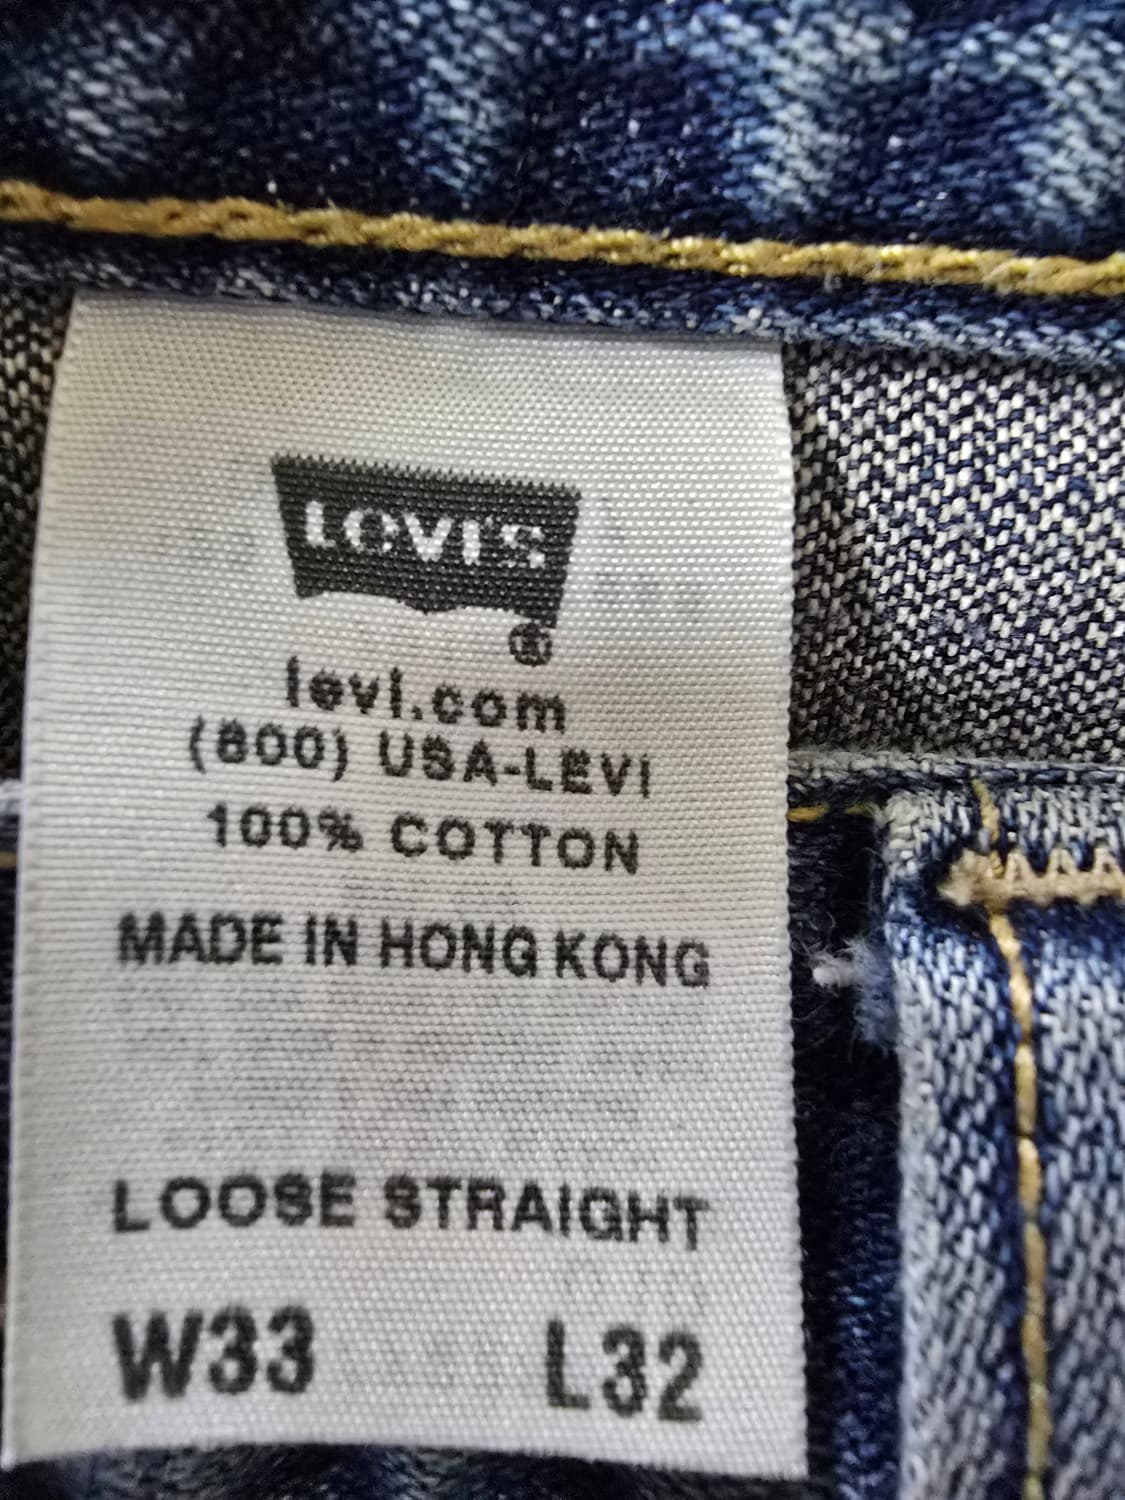 LEVI'S
®
levi.com
(800) USA-LEVI
100% COTTON
MADE IN HONG KONG
LOOSE STRAIGHT
W33 L32